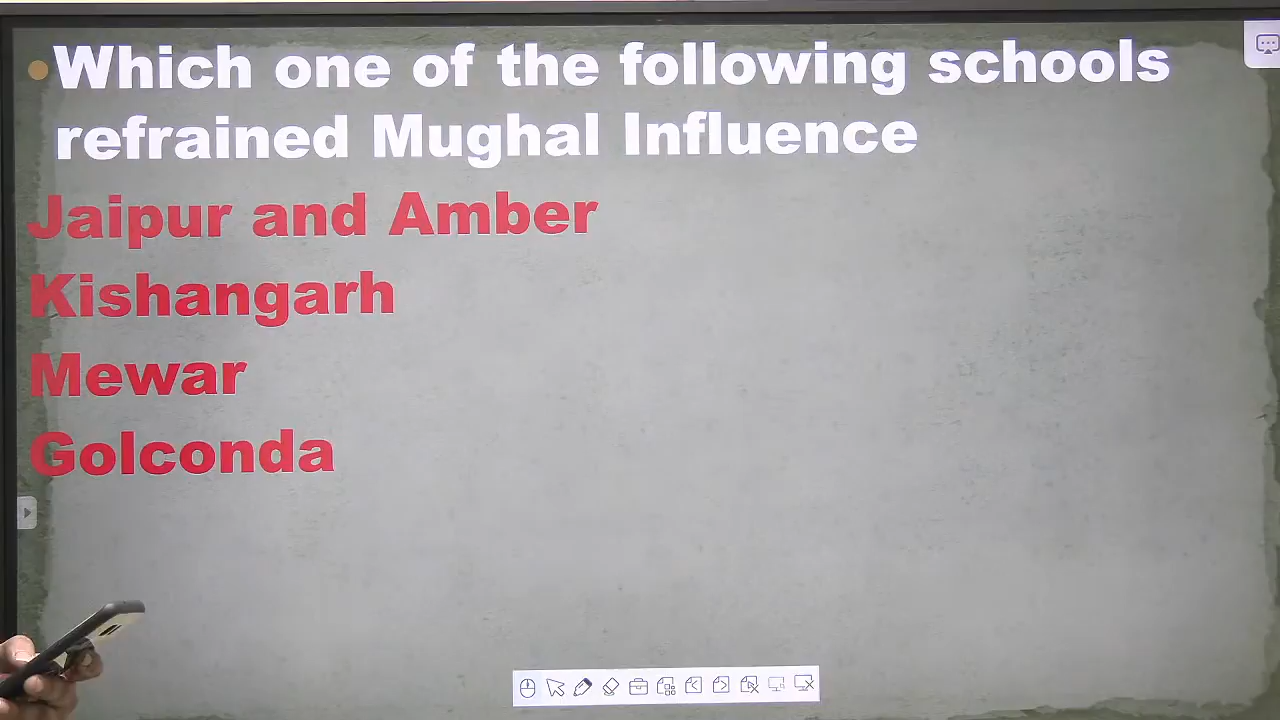 Which one of the following schools
refrained Mughal Influence
Jaipur and Amber
Kishangarh
Mewar
Golconda